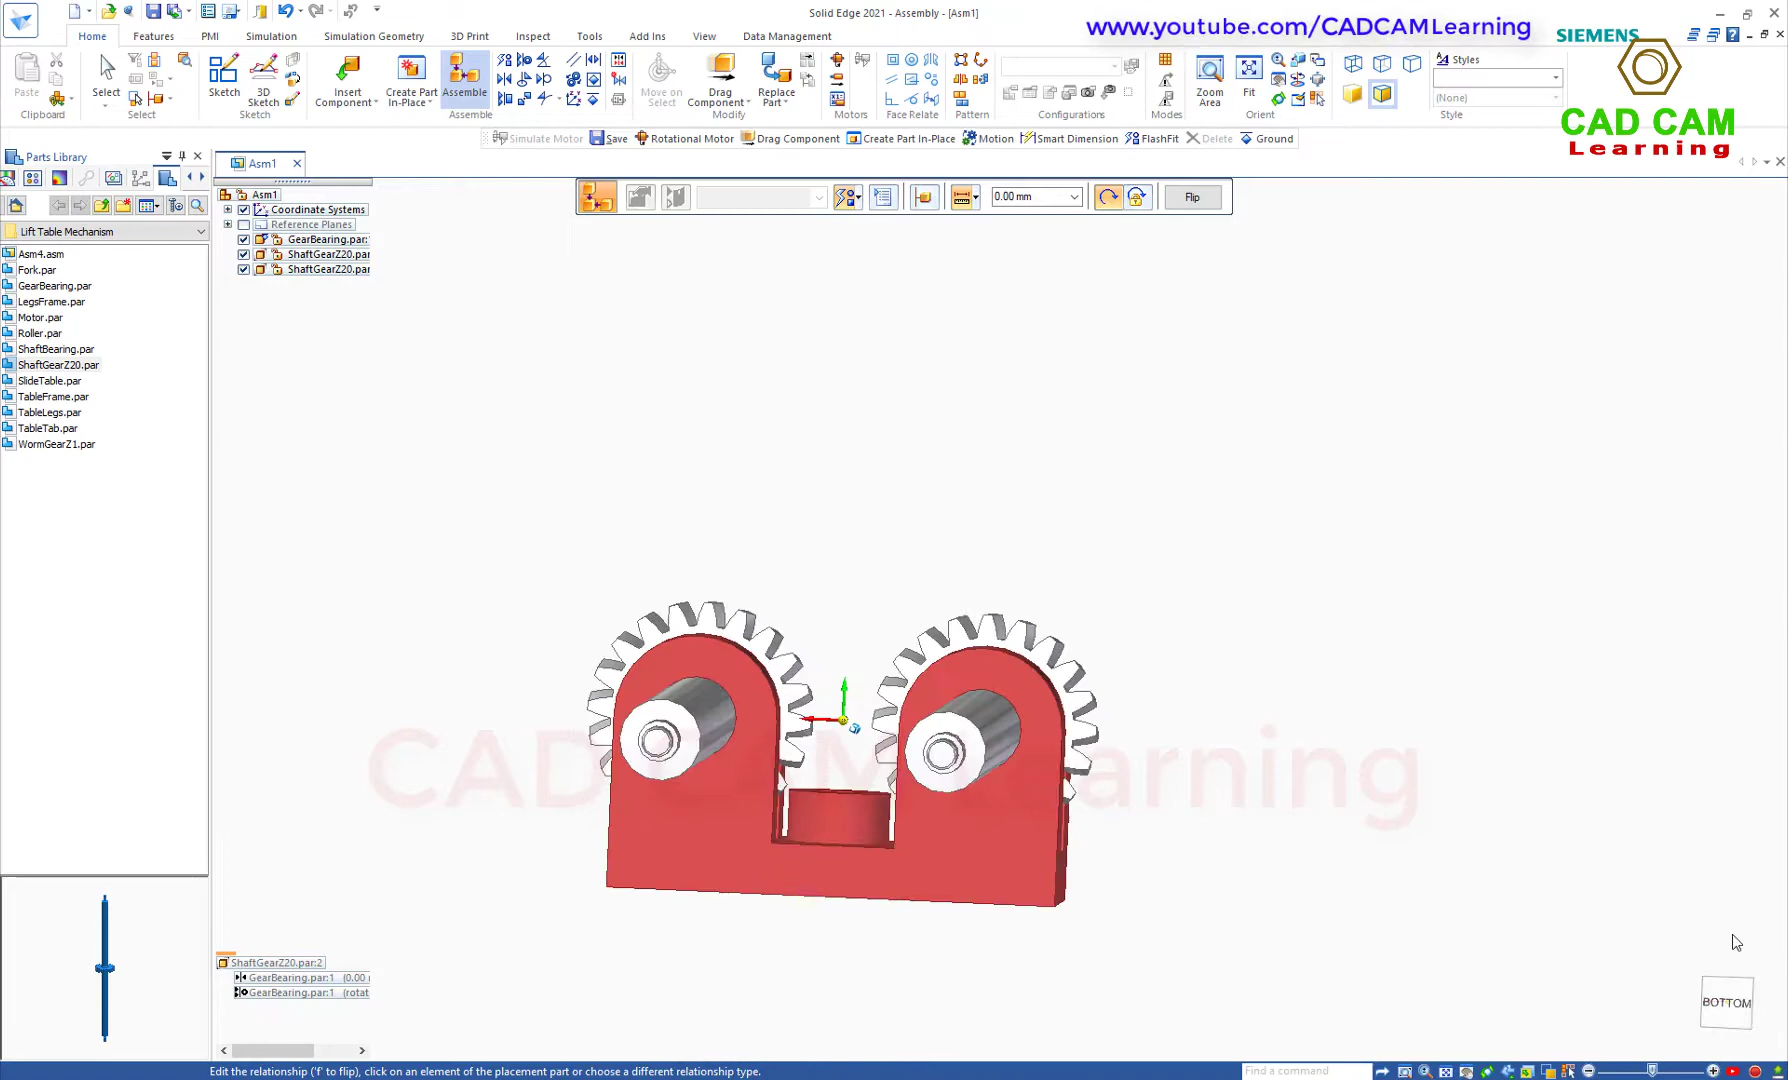 Solid Edge 2021 - Assembly - [Asm1]
www.youtube.com/CADCAMLearning
SIEMENS
CAD CAM
Learning
Home
Features
PMI
Simulation
Simulation Geometry
3D Print
Inspect
Tools
Add Ins
View
Data Management
Paste
Clipboard
Select
Select
Sketch
3D
Sketch
Sketch
Insert
Component
Create Part
In-Place
Assemble
Assemble
Move on
Select
Drag
Component
Replace
Part
Modify
Motors
Face Relate
Pattern
Configurations
Modes
Zoom
Area
Fit
Orient
Styles
(None)
Style
Simulate Motor
Save
Rotational Motor
Drag Component
Create Part In-Place
Motion
Smart Dimension
FlashFit
Delete
Ground
Parts Library
Asm1
0.00 mm
Flip
Lift Table Mechanism
Asm4.asm
Fork.par
GearBearing.par
LegsFrame.par
Motor.par
Roller.par
ShaftBearing.par
ShaftGearZ20.par
SlideTable.par
TableFrame.par
TableLegs.par
TableTab.par
WormGearZ1.par
Asm1
Coordinate Systems
Reference Planes
GearBearing.par:
ShaftGearZ20.par
ShaftGearZ20.par
CAD CAM Learning
ShaftGearZ20.par:2
GearBearing.par:1 (0.00
GearBearing.par:1 (rotat
BOTTOM
Edit the relationship ('f' to flip), click on an element of the placement part or choose a different relationship type.
Find a command